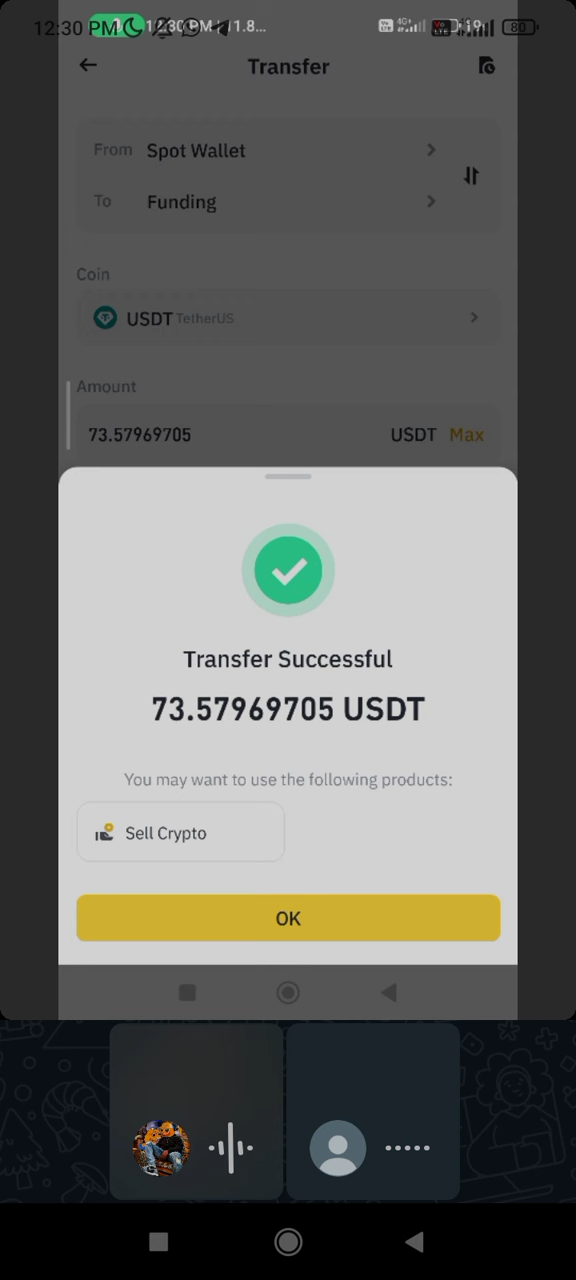 12:30 PM
Transfer
From Spot Wallet
To Funding
Coin
USDT TetherUS
Amount
73.57969705 USDT Max
Transfer Successful
73.57969705 USDT
You may want to use the following products:
Sell Crypto
OK